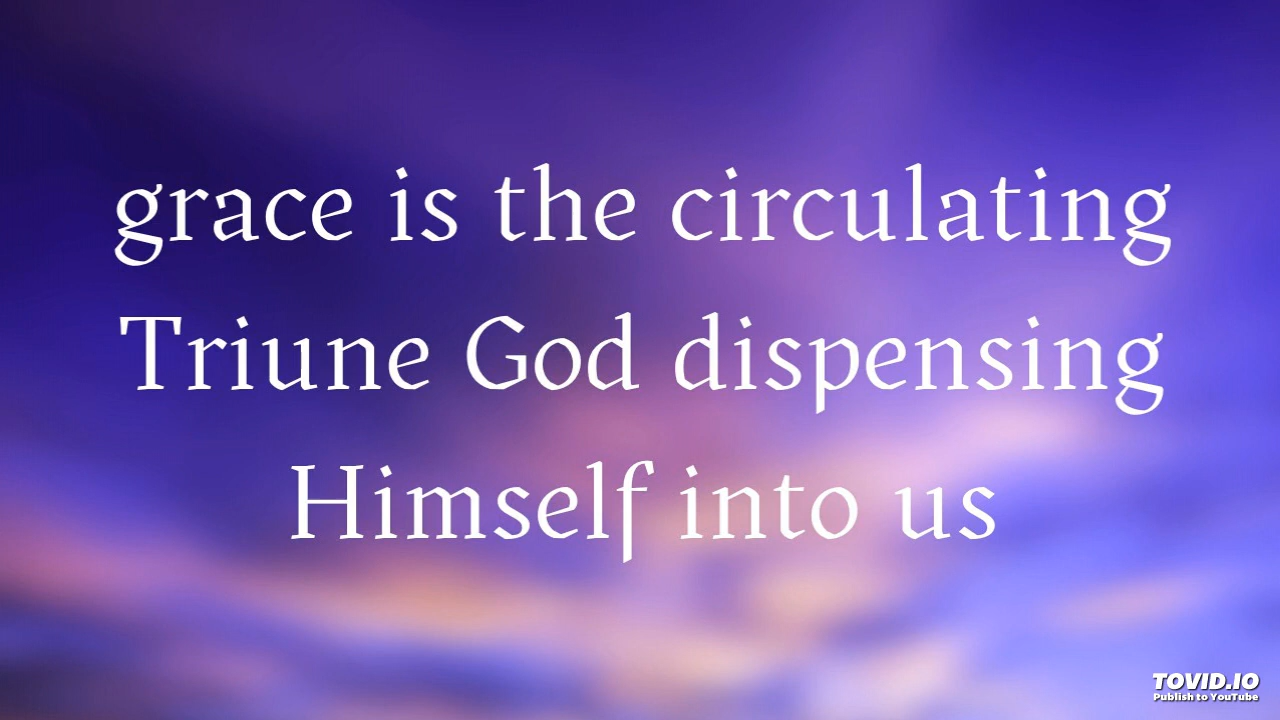 grace is the circulating
Triune God dispensing
Himself into us
TOVID.IO
Publish to YouTube